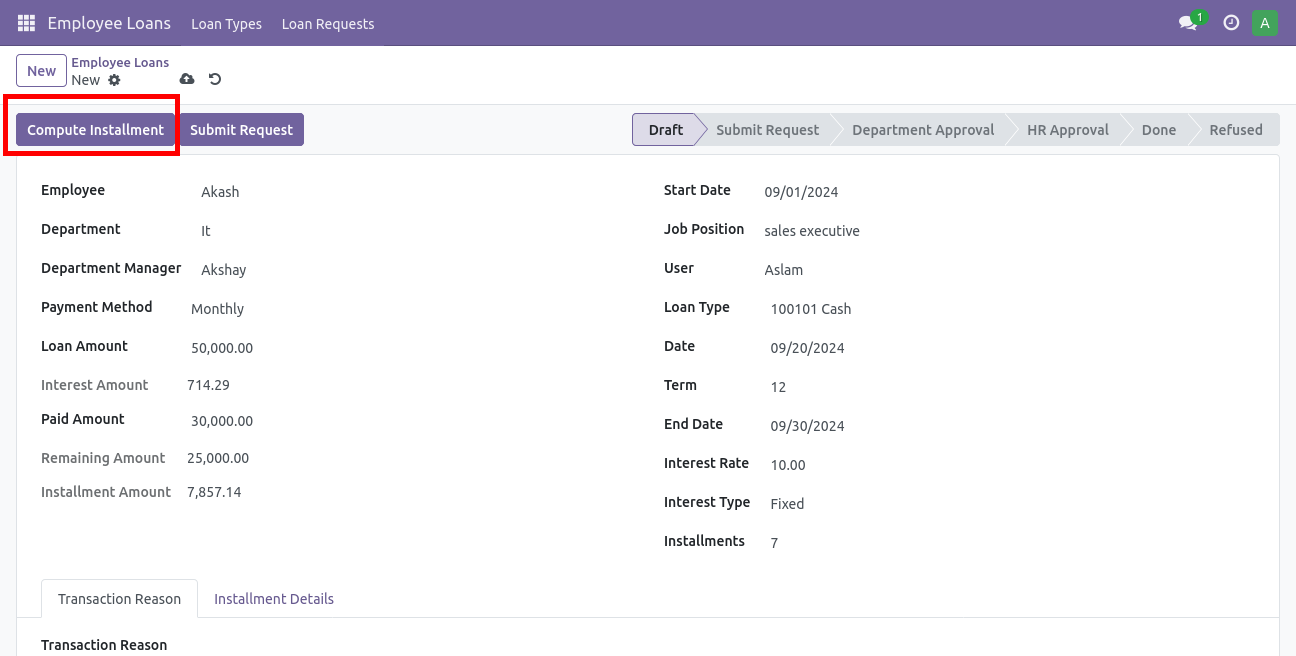 Employee Loans Loan Types Loan Requests 1 A
New Employee Loans
New
Compute Installment Submit Request Draft Submit Request Department Approval HR Approval Done Refused
Employee Akash
Department It
Department Manager Akshay
Payment Method Monthly
Loan Amount 50,000.00
Interest Amount 714.29
Paid Amount 30,000.00
Remaining Amount 25,000.00
Installment Amount 7,857.14
Start Date 09/01/2024
Job Position sales executive
User Aslam
Loan Type 100101 Cash
Date 09/20/2024
Term 12
End Date 09/30/2024
Interest Rate 10.00
Interest Type Fixed
Installments 7
Transaction Reason Installment Details
Transaction Reason